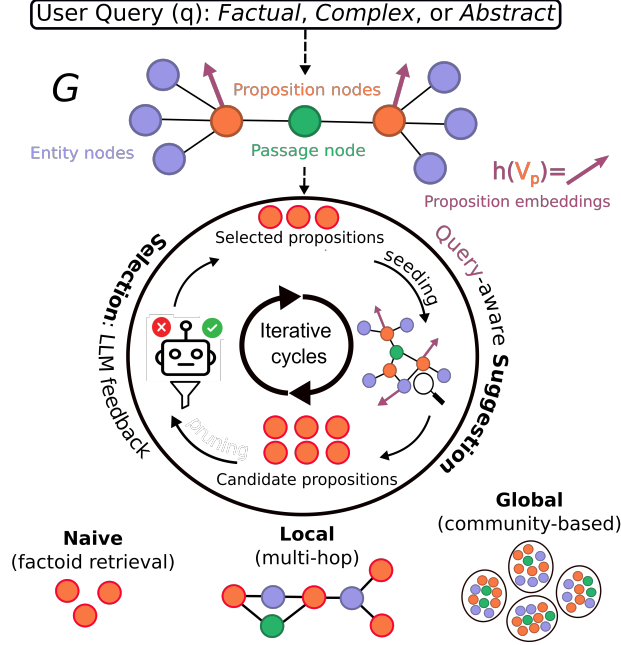 User Query (q): Factual, Complex, or Abstract
G
Proposition nodes
Entity nodes
Passage node
h(Vp)=
Proposition embeddings
Selected propositions
seeding
Query-aware Suggestion
Selection: LLM feedback
Iterative
cycles
pruning
Candidate propositions
Naive
(factoid retrieval)
Local
(multi-hop)
Global
(community-based)